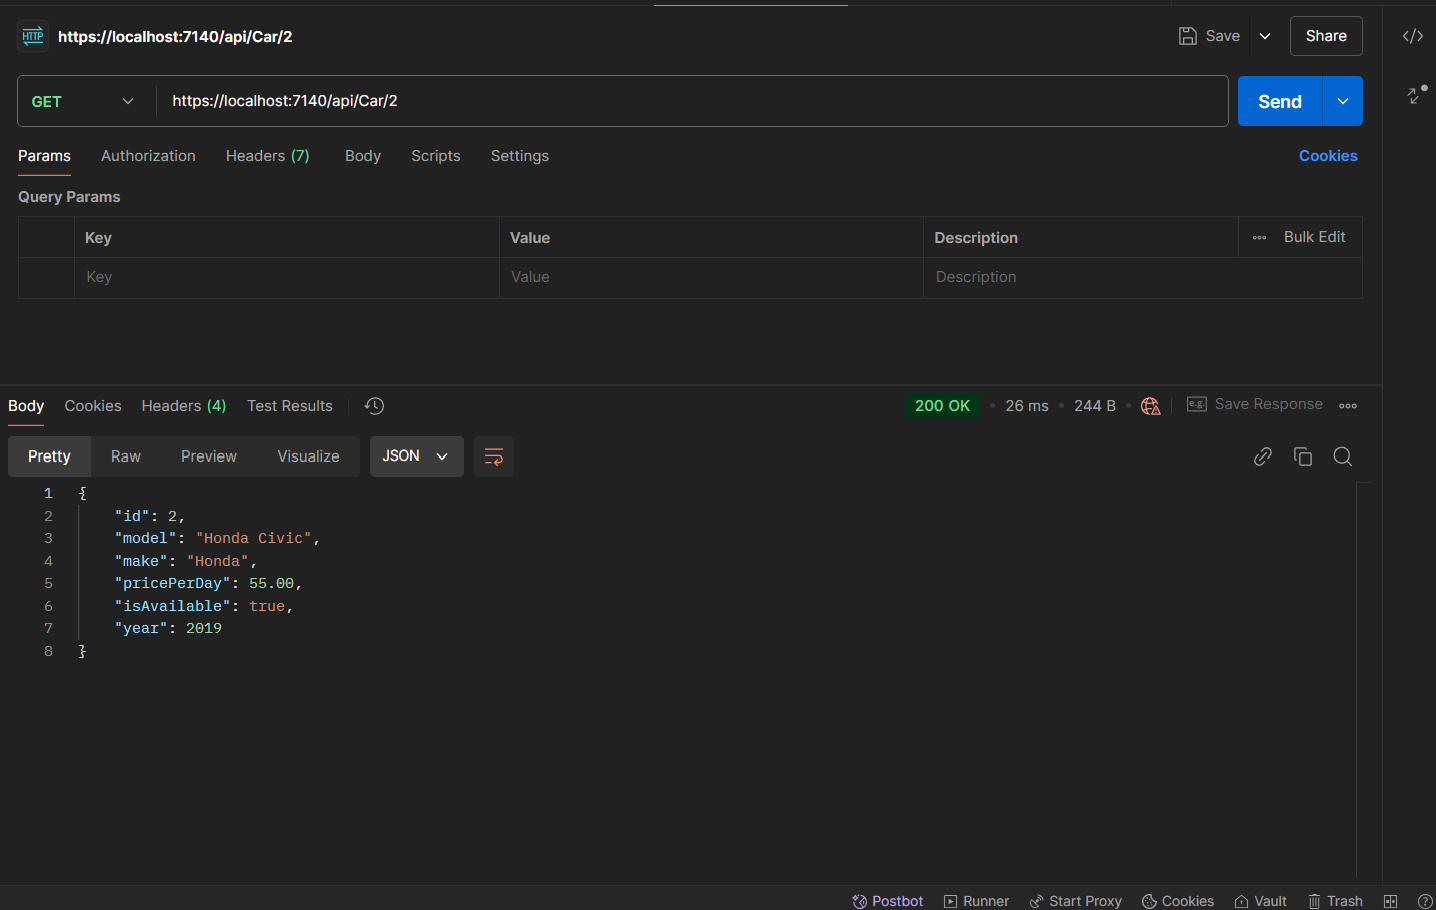 HTTP https://localhost:7140/api/Car/2 Save Share
GET https://localhost:7140/api/Car/2 Send
Params Authorization Headers (7) Body Scripts Settings Cookies
Query Params
Key Value Description Bulk Edit
Key Value Description
Body Cookies Headers (4) Test Results 200 OK 26 ms 244 B e.g. Save Response
Pretty Raw Preview Visualize JSON
1 {
2 "id": 2,
3 "model": "Honda Civic",
4 "make": "Honda",
5 "pricePerDay": 55.00,
6 "isAvailable": true,
7 "year": 2019
8 }
Postbot Runner Start Proxy Cookies Vault Trash